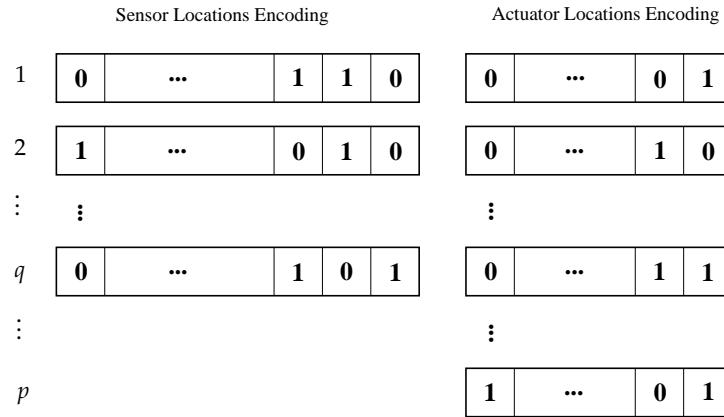 Sensor Locations Encoding Actuator Locations Encoding
1 0 ... 1 1 0 0 ... 0 1
2 1 ... 0 1 0 0 ... 1 0
⋮ ⋮ ⋮
q 0 ... 1 0 1 0 ... 1 1
⋮ ⋮
p 1 ... 0 1